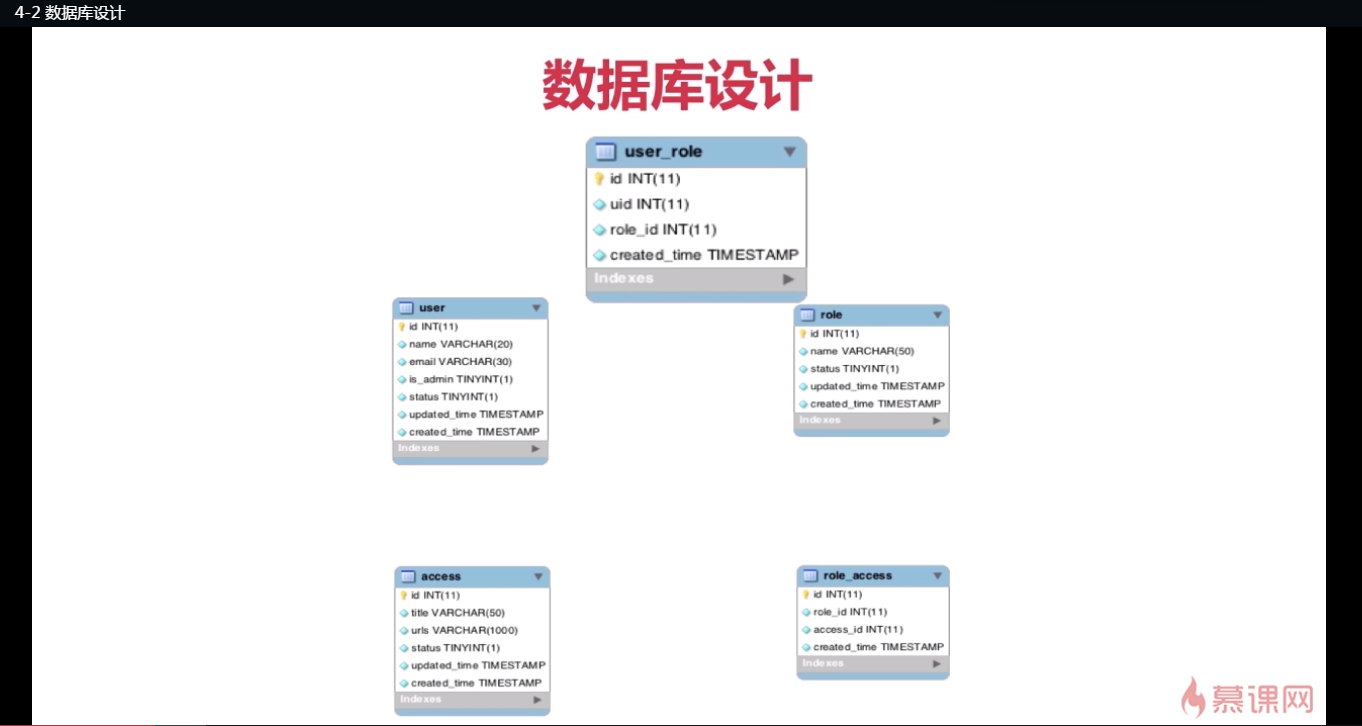 4-2 数据库设计
数据库设计
user_role
id INT(11)
uid INT(11)
role_id INT(11)
created_time TIMESTAMP
Indexes
user
id INT(11)
name VARCHAR(20)
email VARCHAR(30)
is_admin TINYINT(1)
status TINYINT(1)
updated_time TIMESTAMP
created_time TIMESTAMP
Indexes
role
id INT(11)
name VARCHAR(50)
status TINYINT(1)
updated_time TIMESTAMP
created_time TIMESTAMP
Indexes
access
id INT(11)
title VARCHAR(50)
urls VARCHAR(1000)
status TINYINT(1)
updated_time TIMESTAMP
created_time TIMESTAMP
Indexes
role_access
id INT(11)
role_id INT(11)
access_id INT(11)
created_time TIMESTAMP
Indexes
慕课网